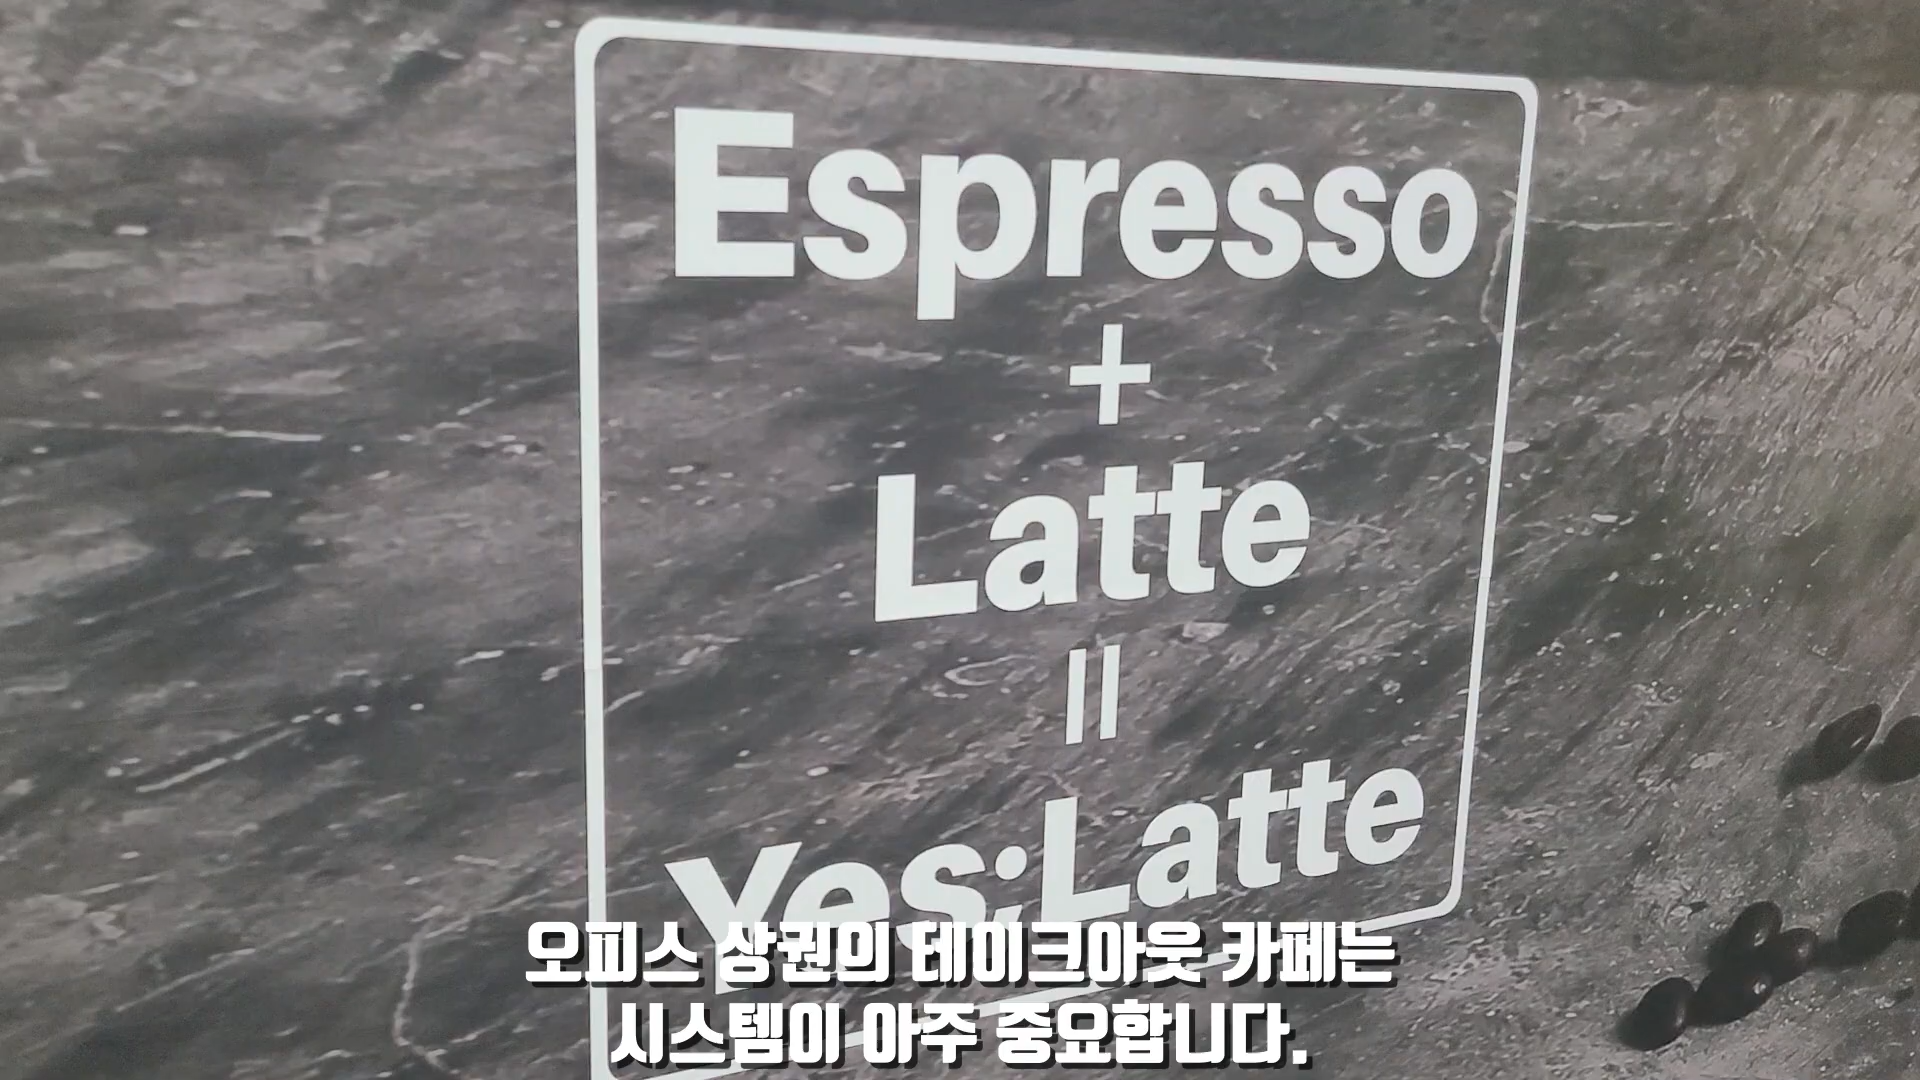 Espresso
+
Latte
=
Yes;Latte
오피스 상권의 테이크아웃 카페는
시스템이 아주 중요합니다.